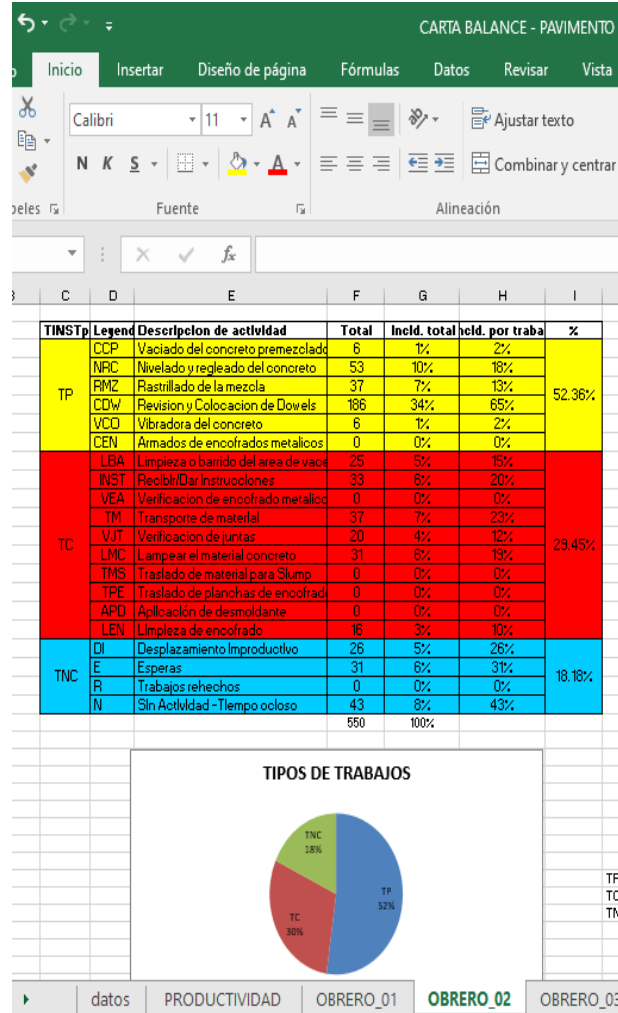 CARTA BALANCE - PAVIMENTO
Inicio Insertar Diseño de página Fórmulas Datos Revisar Vista
Calibri 11 A A Ajustar texto
N K S A Combinar y centrar
peles Fuente Alineación
fx
C D E F G H I
TINSTp Legend Descripcion de actividad Total Incid. total ncid. por traba %
TP
CCP Vaciado del concreto premezclado 6 1% 2%
NRC Nivelado y regleado del concreto 53 10% 18%
RMZ Rastrillado de la mezcla 37 7% 13%
CDW Revision y Colocacion de Dowels 186 34% 65%
52.36%
VCO Vibradora del concreto 6 1% 2%
CEN Armados de encofrados metalicos 0 0% 0%
TC
LBA Limpieza o barrido del area de vace 25 5% 15%
INST Recibir/Dar Instrucciones 33 6% 20%
VEA Verificacion de encofrado metalico 0 0% 0%
TM Transporte de material 37 7% 23%
VJT Verificacion de juntas 20 4% 12%
29.45%
LMC Lampear el material concreto 31 6% 19%
TMS Traslado de material para Slump 0 0% 0%
TPE Traslado de planchas de encofrad 0 0% 0%
APD Aplicación de desmoldante 0 0% 0%
LEN Limpieza de encofrado 16 3% 10%
TNC
DI Desplazamiento Improductivo 26 5% 26%
E Esperas 31 6% 31%
18.18%
R Trabajos rehechos 0 0% 0%
N Sin Actividad -Tiempo ocioso 43 8% 43%
550 100%
TIPOS DE TRABAJOS
TNC
18%
TP
52%
TC
30%
TP
TC
TN
datos PRODUCTIVIDAD OBRERO_01 OBRERO_02 OBRERO_03